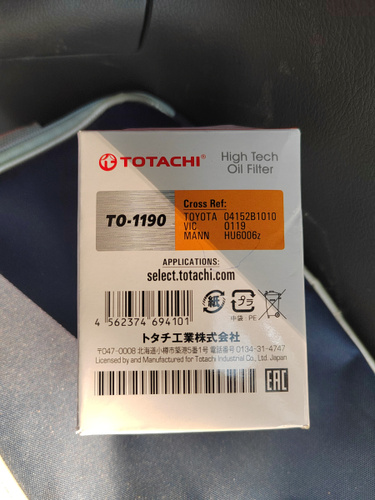 TOTACHI®
High Tech
Oil Filter
TO-1190
Cross Ref:
TOYOTA 04152B1010
VIC 0119
MANN HU6006z
APPLICATIONS:
select.totachi.com
4 562374 694101
紙
プラ
中袋 : PE
トタチ工業株式会社
〒047-0008 北海道小樽市築港5番1号 電話番号 0134-31-4747
Licensed by and Manufactured for Totachi Industrial Co., Ltd. Japan
EAC